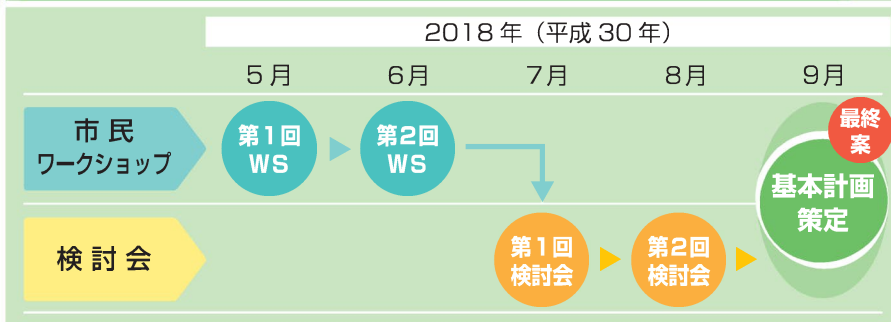 2018年（平成30年）
5月
6月
7月
8月
9月
市民
ワークショップ
第1回
WS
第2回
WS
最終
案
基本計画
策定
検討会
第1回
検討会
第2回
検討会